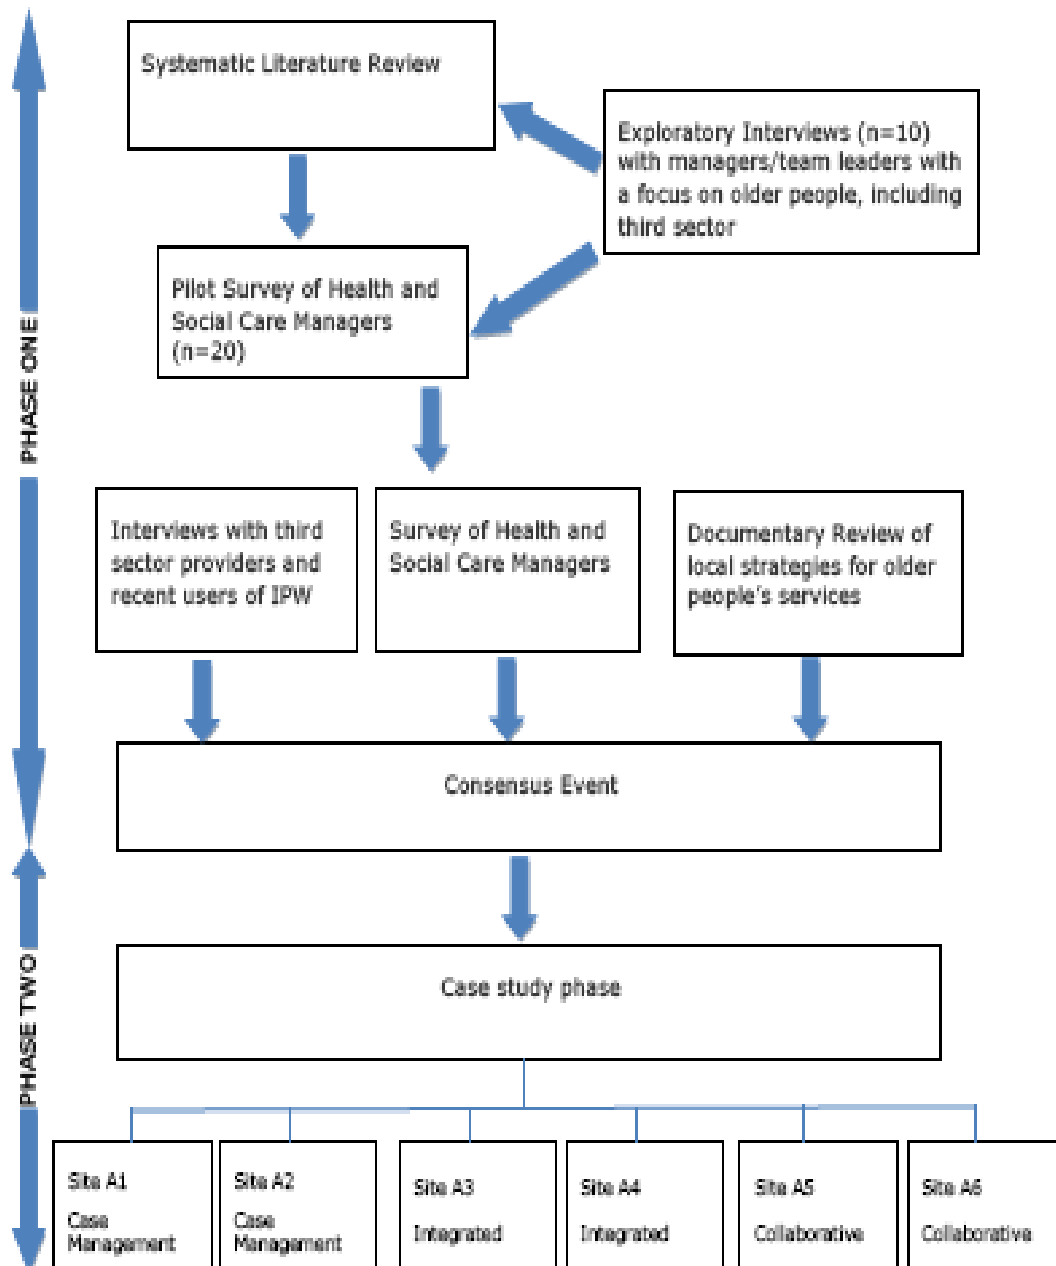 Systematic Literature Review
Exploratory Interviews (n=10)
with managers/team leaders with
a focus on older people, including
third sector
Pilot Survey of Health and
Social Care Managers
(n=20)
PHASE ONE
Interviews with third
sector providers and
recent users of IPW
Survey of Health and
Social Care Managers
Documentary Review of
local strategies for older
people's services
Consensus Event
PHASE TWO
Case study phase
Site A1
Case
Management
Site A2
Case
Management
Site A3
Integrated
Site A4
Integrated
Site A5
Collaborative
Site A6
Collaborative